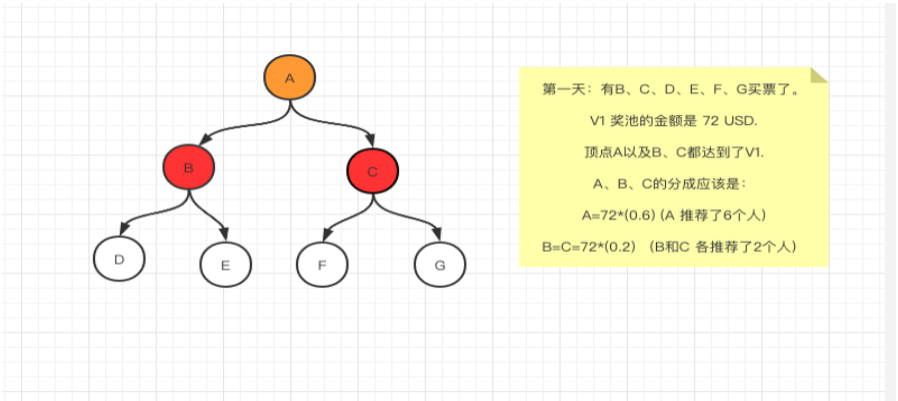 A
B
C
D
E
F
G
第一天：有B、C、D、E、F、G买票了。
V1 奖池的金额是 72 USD.
顶点A以及B、C都达到了V1.
A、B、C的分成应该是：
A=72*(0.6) (A 推荐了6个人)
B=C=72*(0.2) （B和C 各推荐了2个人）